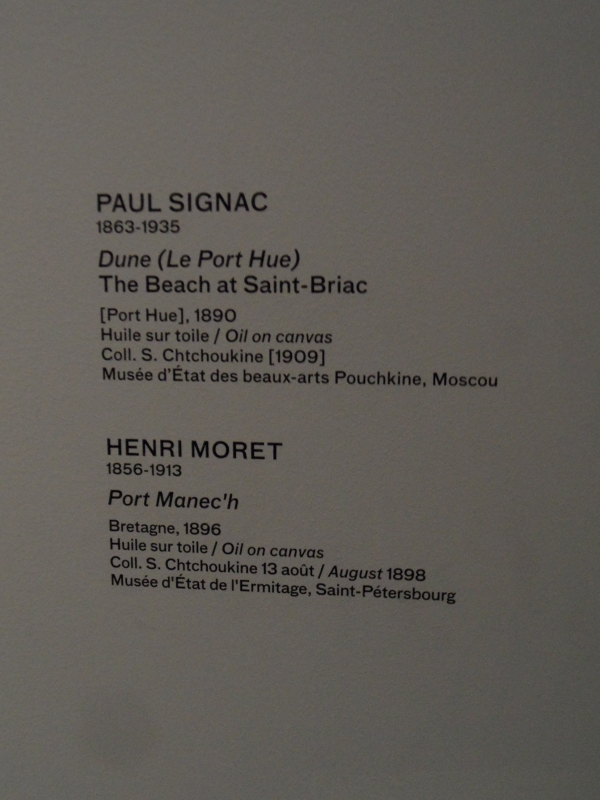 PAUL SIGNAC
1863-1935
Dune (Le Port Hue)
The Beach at Saint-Briac
[Port Hue], 1890
Huile sur toile / Oil on canvas
Coll. S. Chtchoukine [1909]
Musée d'État des beaux-arts Pouchkine, Moscou
HENRI MORET
1856-1913
Port Manec'h
Bretagne, 1896
Huile sur toile / Oil on canvas
Coll. S. Chtchoukine 13 août / August 1898
Musée d'État de l'Ermitage, Saint-Pétersbourg